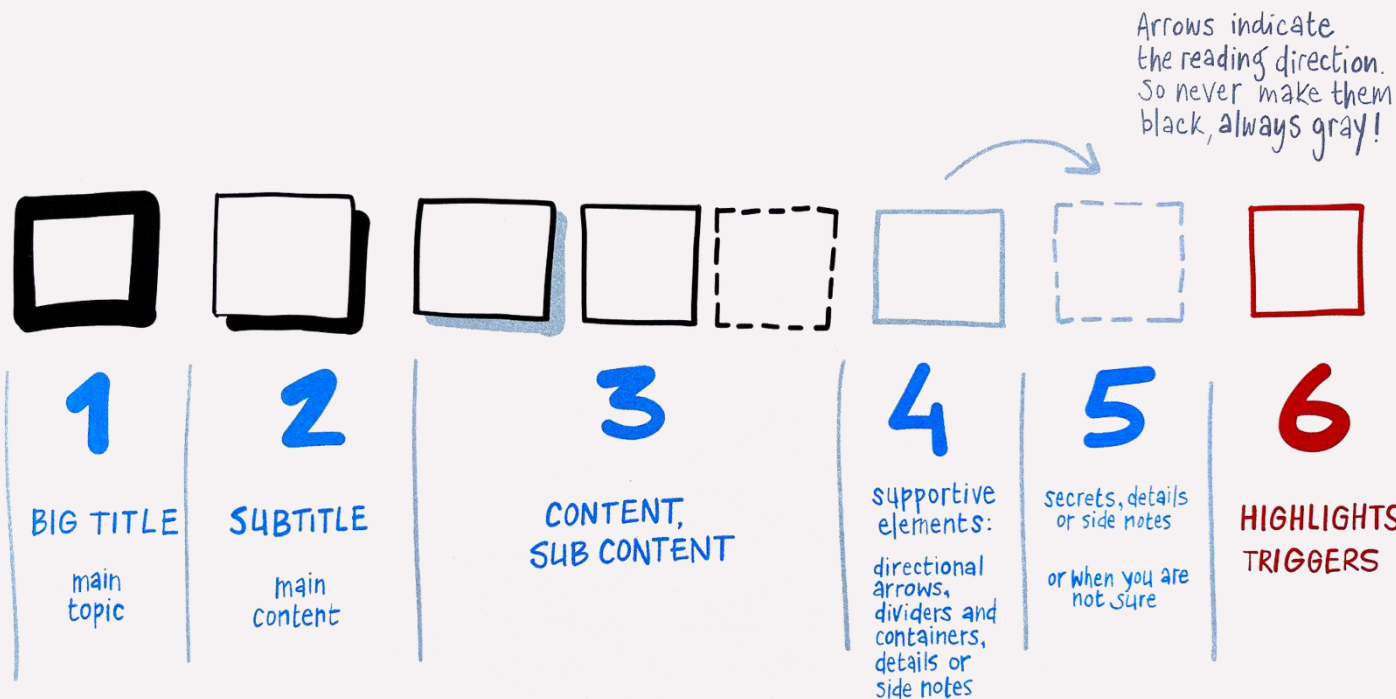 Arrows indicate
the reading direction.
So never make them
black, always gray!
1
BIG TITLE
main
topic
2
SUBTITLE
main
content
3
CONTENT,
SUB CONTENT
4
supportive
elements:
directional
arrows,
dividers and
containers,
details or
side notes
5
secrets, details
or side notes
or when you are
not sure
6
HIGHLIGHTS
TRIGGERS